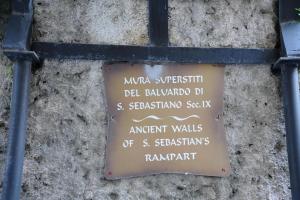 MURA SUPERSTITI
DEL BALUARDO DI
S. SEBASTIANO SEC. IX
ANCIENT WALLS
OF S. SEBASTIAN'S
RAMPART